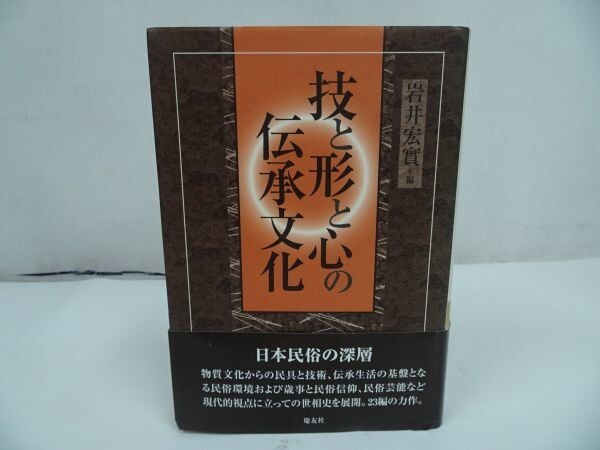 技と形と心の
伝承文化
岩井宏實 主編
日本民俗の深層
物質文化からの民具と技術、伝承生活の基盤とな
る民俗環境および歳事と民俗信仰、民俗芸能など
現代的視点に立っての世相史を展開。23編の力作。
慶友社